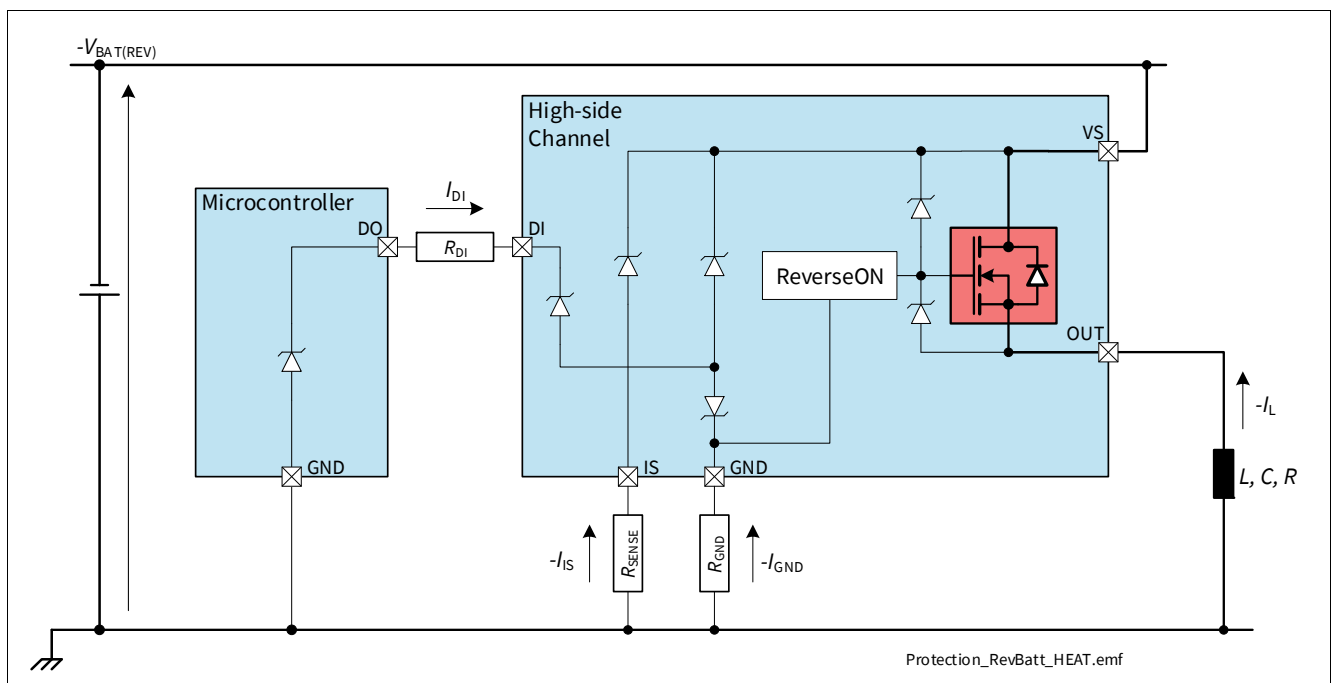 -VBAT(REV)
High-side
Channel
VS
Microcontroller
IDI
DO
RDI
DI
ReverseON
OUT
-IL
GND
IS
GND
L, C, R
-IIS
RSENSE
RGND
-IGND
Protection_RevBatt_HEAT.emf